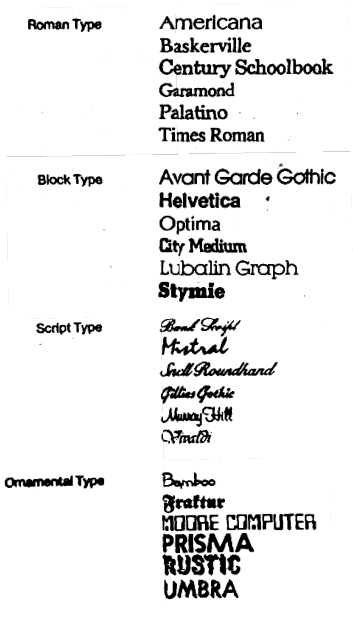 Roman Type
Americana
Baskerville
Century Schoolbook
Garamond
Palatino
Times Roman
Block Type
Avant Garde Gothic
Helvetica
Optima
City Medium
Lubalin Graph
Stymie
Script Type
Bank Script
Mistral
Snell Roundhand
Gillies Gothic
Murray Hill
Vivaldi
Ornamental Type
Bamboo
Fraktur
MOORE COMPUTER
PRISMA
RUSTIC
UMBRA